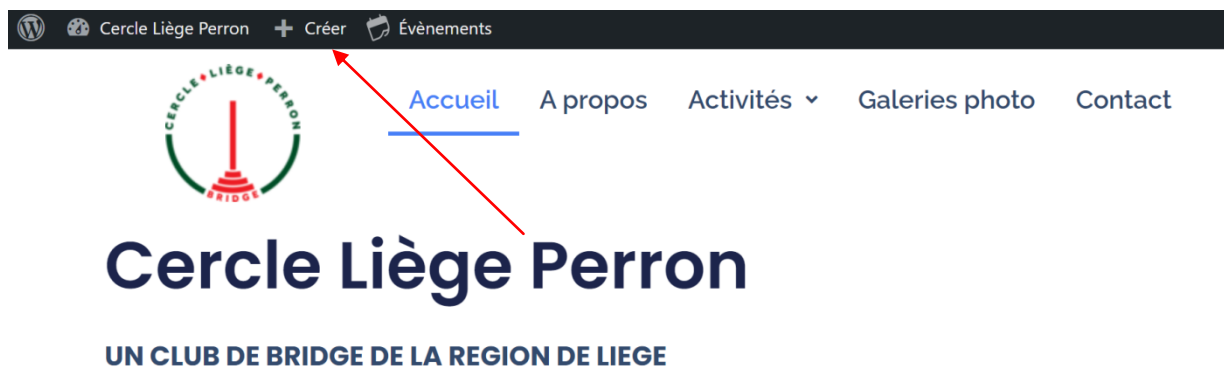 Cercle Liège Perron + Créer Évènements
CERCLE LIÈGE PERRON
BRIDGE
Accueil A propos Activités Galeries photo Contact
Cercle Liège Perron
UN CLUB DE BRIDGE DE LA REGION DE LIEGE